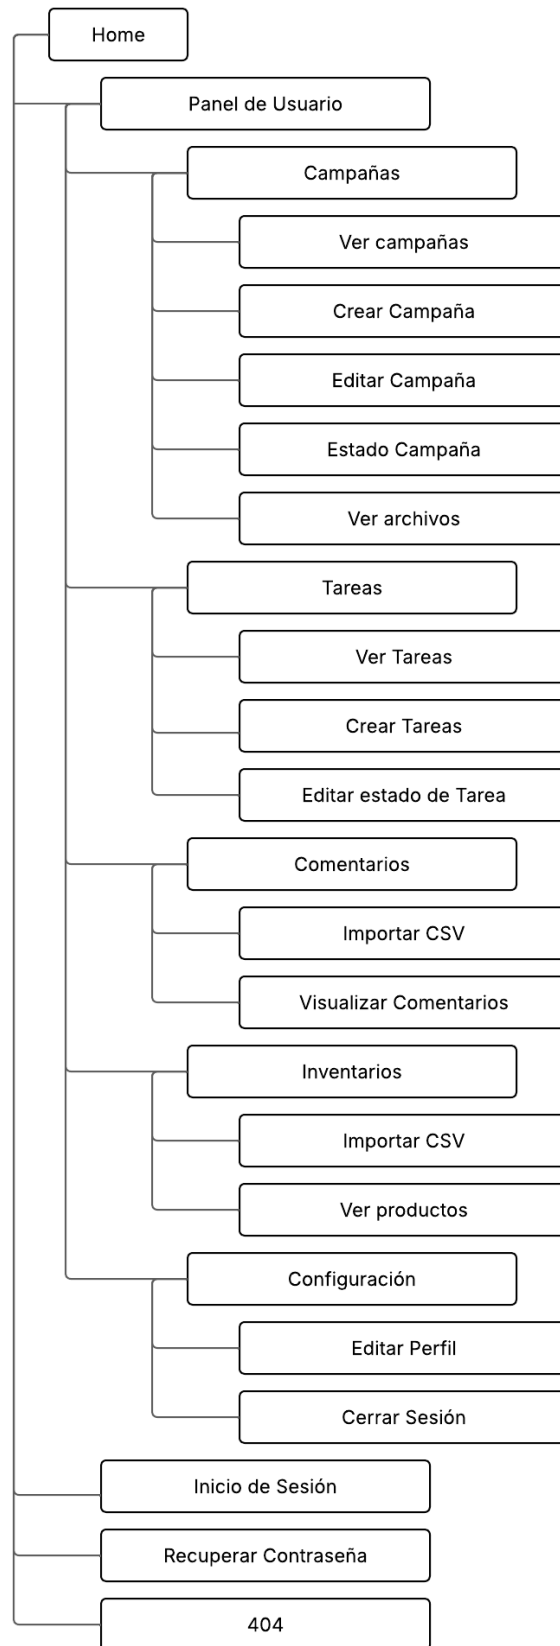 Home
Panel de Usuario
Campañas
Ver campañas
Crear Campaña
Editar Campaña
Estado Campaña
Ver archivos
Tareas
Ver Tareas
Crear Tareas
Editar estado de Tarea
Comentarios
Importar CSV
Visualizar Comentarios
Inventarios
Importar CSV
Ver productos
Configuración
Editar Perfil
Cerrar Sesión
Inicio de Sesión
Recuperar Contraseña
404